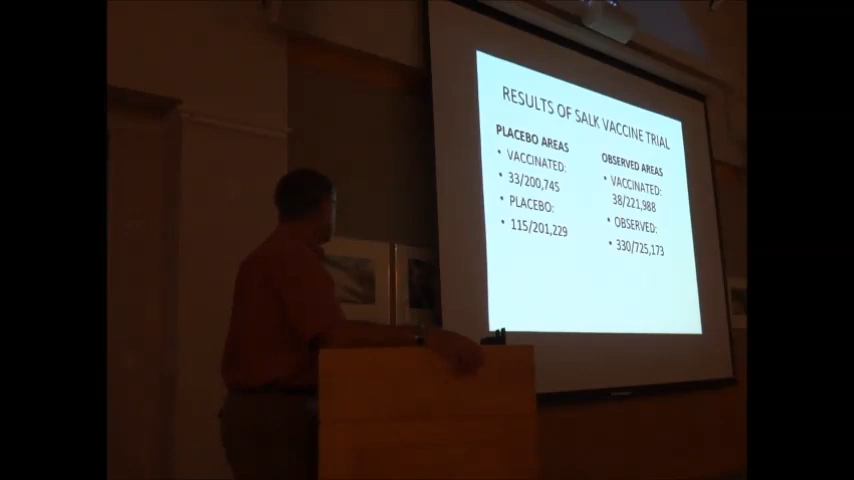 RESULTS OF SALK VACCINE TRIAL
PLACEBO AREAS
• VACCINATED:
• 33/200,745
• PLACEBO:
• 115/201,229
OBSERVED AREAS
• VACCINATED:
38/221,988
• OBSERVED:
• 330/725,173